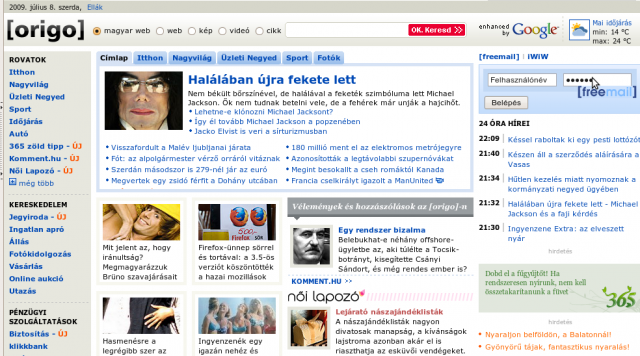 2009. július 8. szerda, Ellák
[origo]
magyar web web kép videó cikk
OK, Keresd >>
enhanced by Google™
Mai időjárás
min: 14 °C
max: 24 °C
ROVATOK
Itthon
Nagyvilág
Üzleti Negyed
Sport
Időjárás
Autó
365 zöld tipp - ÚJ
Komment.hu - ÚJ
Női Lapozó - ÚJ
még több
KERESKEDELEM
Jegyiroda - ÚJ
Ingatlan apró
Állás
Fotókidolgozás
Vásárlás
Online aukció
Utazás
PÉNZÜGYI
SZOLGÁLTATÁSOK
Biztosítás - ÚJ
klikkbank
Címlap Itthon Nagyvilág Üzleti Negyed Sport Fotók
Halálában újra fekete lett
Nem békült bőrszínével, de halálával a feketék szimbóluma lett Michael
Jackson. Ők nem tudnak betelni vele, de a fehérek már unják a hajcihőt.
Lehetne-e klónozni Michael Jacksont?
Így él tovább Michael Jackson a popzenében
Jacko Elvist is veri a sírturizmusban
Visszafordult a Malév ljubljanai járata
Fót: az alpolgármester vérző orráról vitáznak
Szerdán másodszor is 279-nél jár az euró
Megvertek egy zsidó férfit a Dohány utcában
180 millió ment el az elektromos metrójegyre
Azonosították a legtávolabbi szupernóvákat
Megint besokallt a cseh romáktól Kanada
Francia cselkirályt igazolt a ManUnited
Mit jelent az, hogy
iránultság?
Megmagyarázzuk
Brüno szavajárásait
Firefox-ünnep sörrel
és tortával: a 3.5-ös
verziót köszöntötték
a hazai mozillások
Hasmenésre a
legrégibb szer az
Ingyenzenék egy
igazán nehéz és
Vélemények és hozzászólások az [origo]-n
Egy rendszer bizalma
Belebukhat-e néhány offshore-
ügyletbe az, aki túlélte a Tocsik-
botrányt, kisegítette Csányi
Sándort, és még rendes ember is?
KOMMENT.HU >>
női lapozó
Lejárató nászajándéklisták
A nászajándéklisták nagyon
divatosak manapság, a kívánságok
lajstroma azonban akár el is
riaszthatja az esküvői vendégeket.
[freemail] | iWiW
Felhasználónév
••••••
Belépés
[freemail]
24 ÓRA HÍREI
22:09 Késsel raboltak ki egy pesti lottózót
21:40 Készen áll a szerződés aláírására a
Vasas
21:34 Hűtlen kezelés miatt nyomoznak a
kormányzati negyed ügyében
21:32 Halálában újra fekete lett - Michael
Jackson és a faji kérdés
21:30 Ingyenzene Extra: az elveszett
nyár
hirdetés
Dobd el a függvítőjt! Ha
rendszeresen nyírunk, nem kell
összetakarítanunk a füvet
365
hirdetés
Nyaraljon belföldön, a Balatonnál!
Gyönyörű tájak, fantasztikus nyaralás!